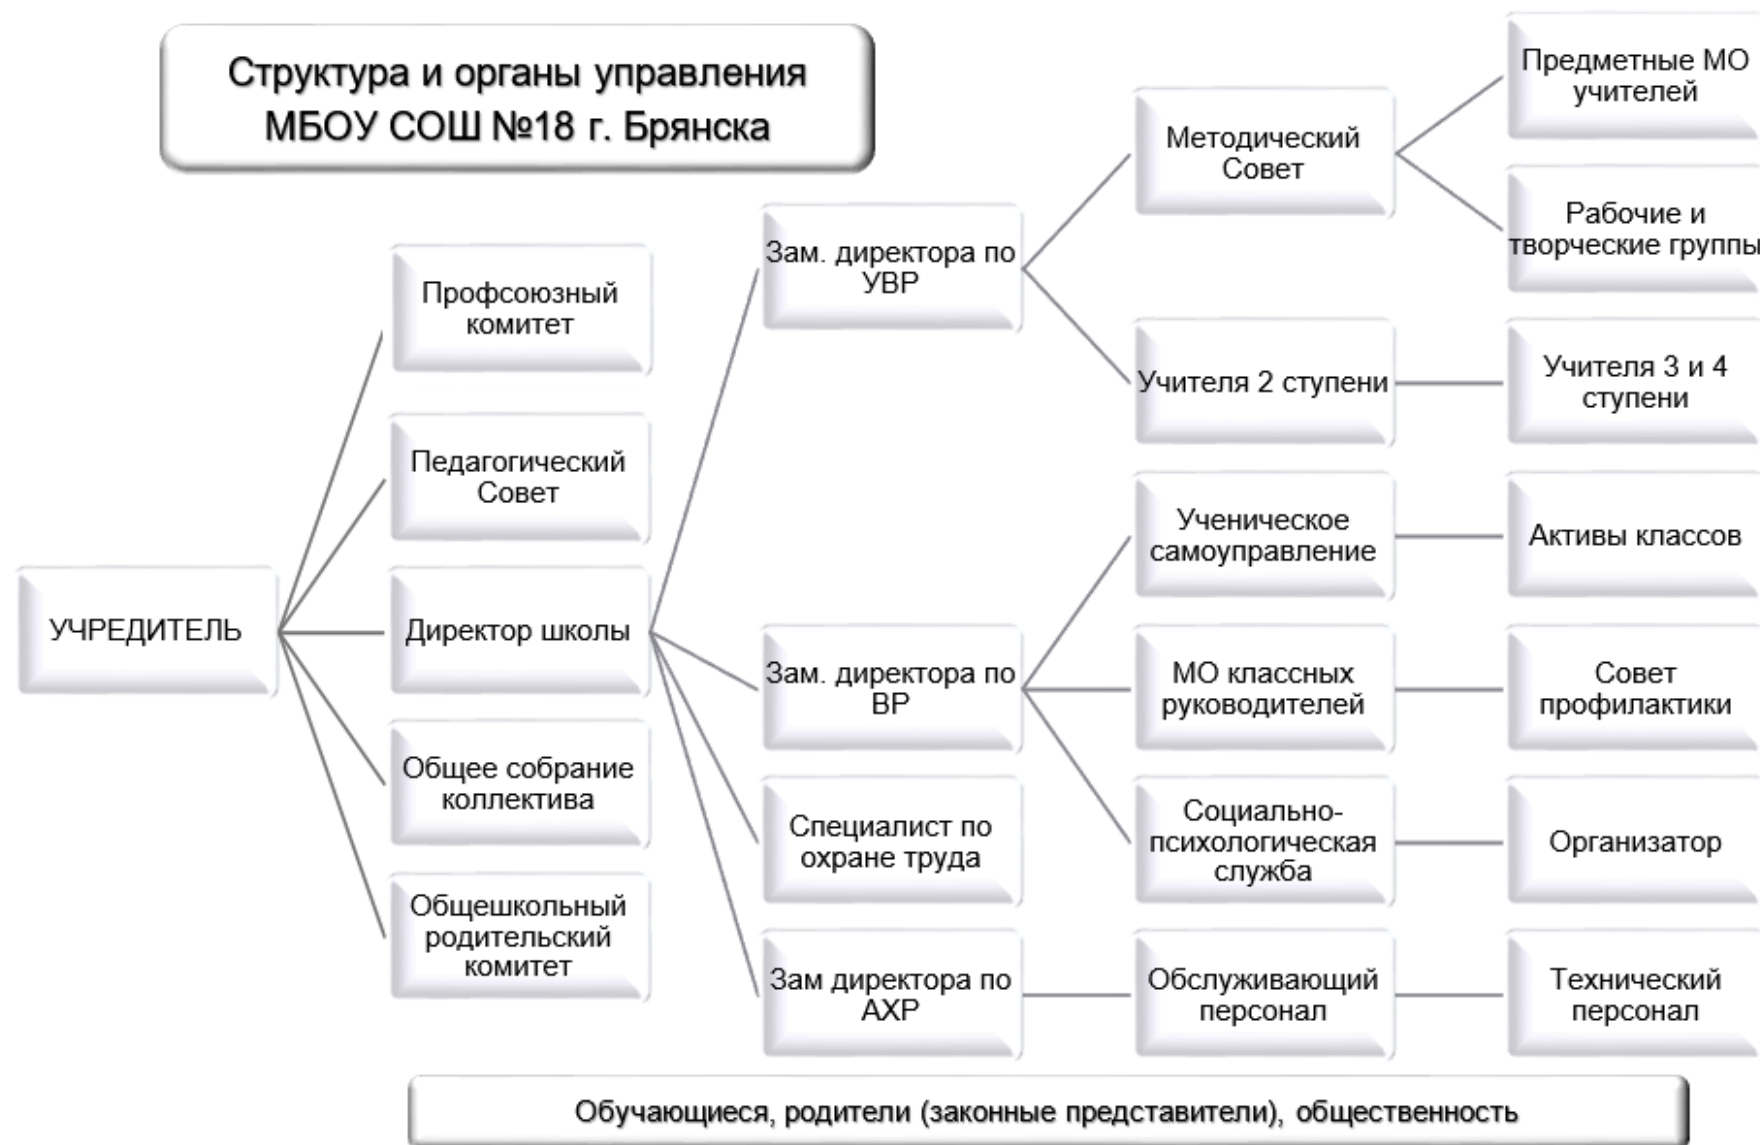 Структура и органы управления
МБОУ СОШ №18 г. Брянска
УЧРЕДИТЕЛЬ
Профсоюзный
комитет
Педагогический
Совет
Директор школы
Общее собрание
коллектива
Общешкольный
родительский
комитет
Зам. директора по
УВР
Зам. директора по
ВР
Специалист по
охране труда
Зам директора по
АХР
Методический
Совет
Учителя 2 ступени
Ученическое
самоуправление
МО классных
руководителей
Социально-
психологическая
служба
Обслуживающий
персонал
Предметные МО
учителей
Рабочие и
творческие группы
Учителя 3 и 4
ступени
Активы классов
Совет
профилактики
Организатор
Технический
персонал
Обучающиеся, родители (законные представители), общественность